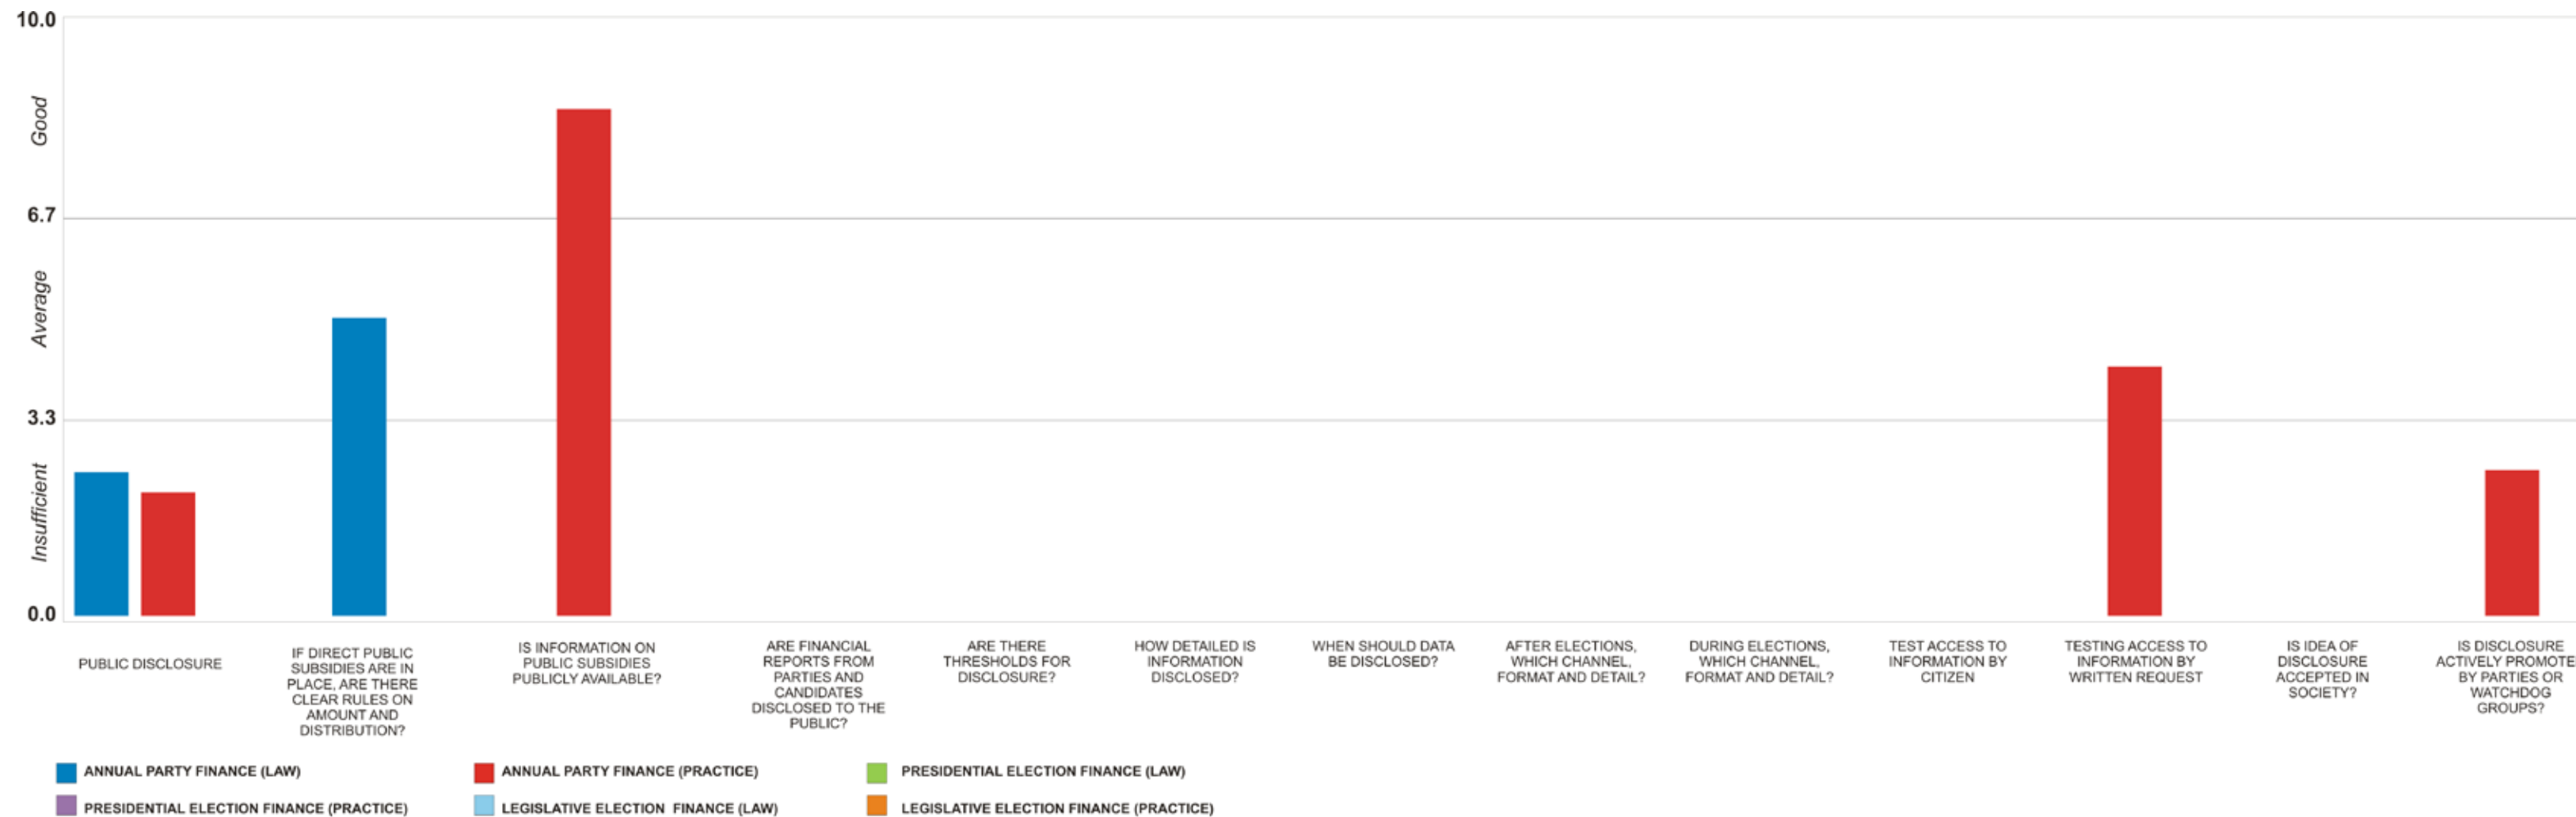 10.0
Good
6.7
Average
3.3
Insufficient
0.0
PUBLIC DISCLOSURE
IF DIRECT PUBLIC
SUBSIDIES ARE IN
PLACE, ARE THERE
CLEAR RULES ON
AMOUNT AND
DISTRIBUTION?
IS INFORMATION ON
PUBLIC SUBSIDIES
PUBLICLY AVAILABLE?
ARE FINANCIAL
REPORTS FROM
PARTIES AND
CANDIDATES
DISCLOSED TO THE
PUBLIC?
ARE THERE
THRESHOLDS FOR
DISCLOSURE?
HOW DETAILED IS
INFORMATION
DISCLOSED?
WHEN SHOULD DATA
BE DISCLOSED?
AFTER ELECTIONS,
WHICH CHANNEL,
FORMAT AND DETAIL?
DURING ELECTIONS,
WHICH CHANNEL,
FORMAT AND DETAIL?
TEST ACCESS TO
INFORMATION BY
CITIZEN
TESTING ACCESS TO
INFORMATION BY
WRITTEN REQUEST
IS IDEA OF
DISCLOSURE
ACCEPTED IN
SOCIETY?
IS DISCLOSURE
ACTIVELY PROMOTE
BY PARTIES OR
WATCHDOG
GROUPS?
ANNUAL PARTY FINANCE (LAW)
ANNUAL PARTY FINANCE (PRACTICE)
PRESIDENTIAL ELECTION FINANCE (LAW)
PRESIDENTIAL ELECTION FINANCE (PRACTICE)
LEGISLATIVE ELECTION FINANCE (LAW)
LEGISLATIVE ELECTION FINANCE (PRACTICE)